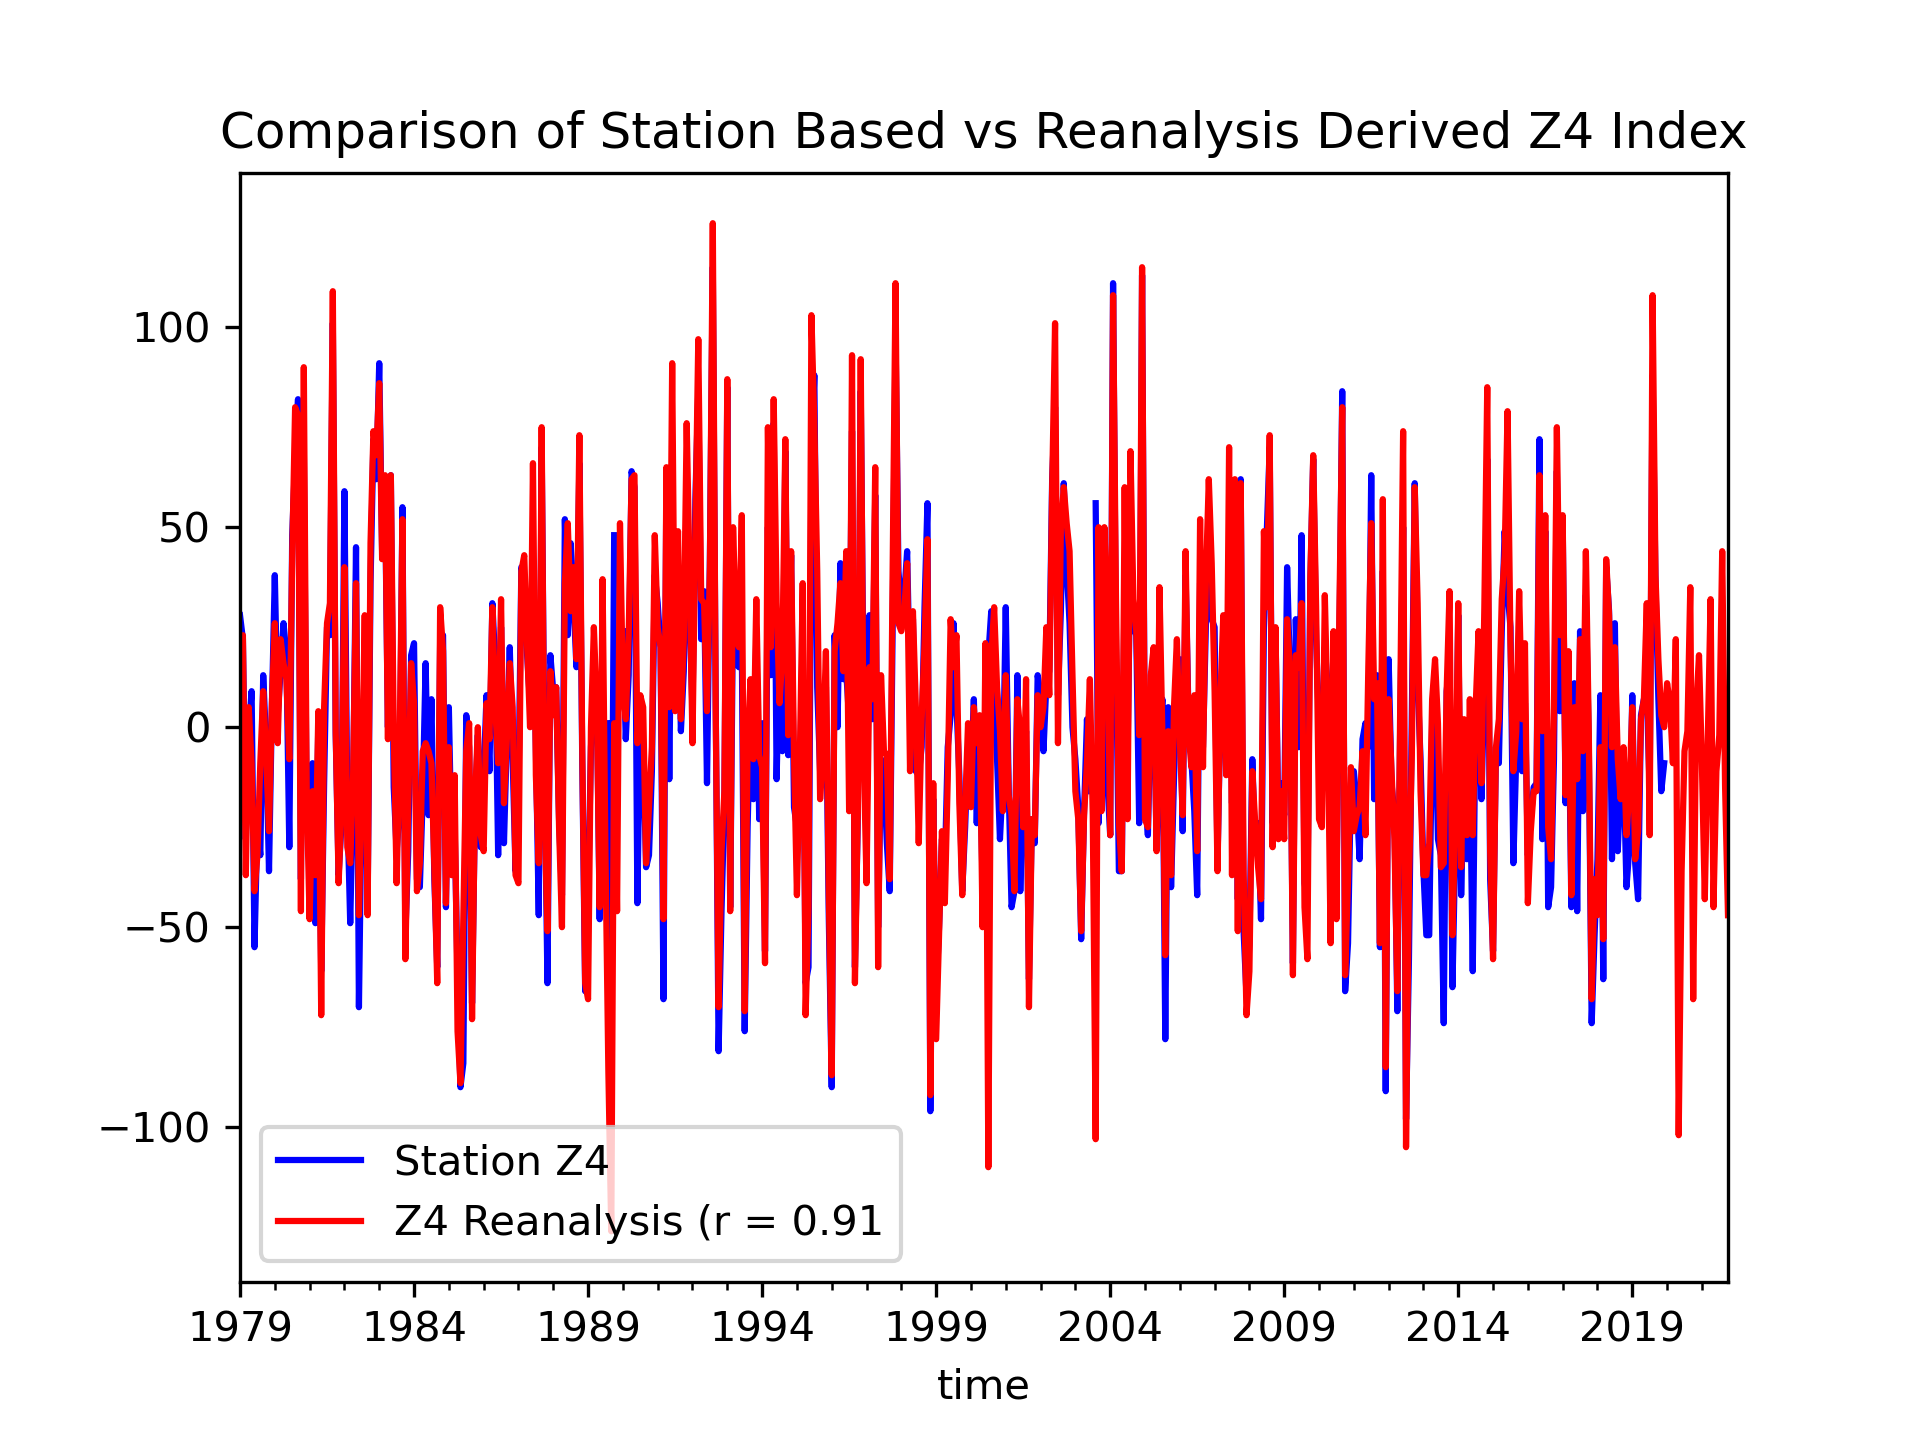 Comparison of Station Based vs Reanalysis Derived Z4 Index
100
50
0
−50
−100
Station Z4
Z4 Reanalysis (r = 0.91
1979 1984 1989 1994 1999 2004 2009 2014 2019
time